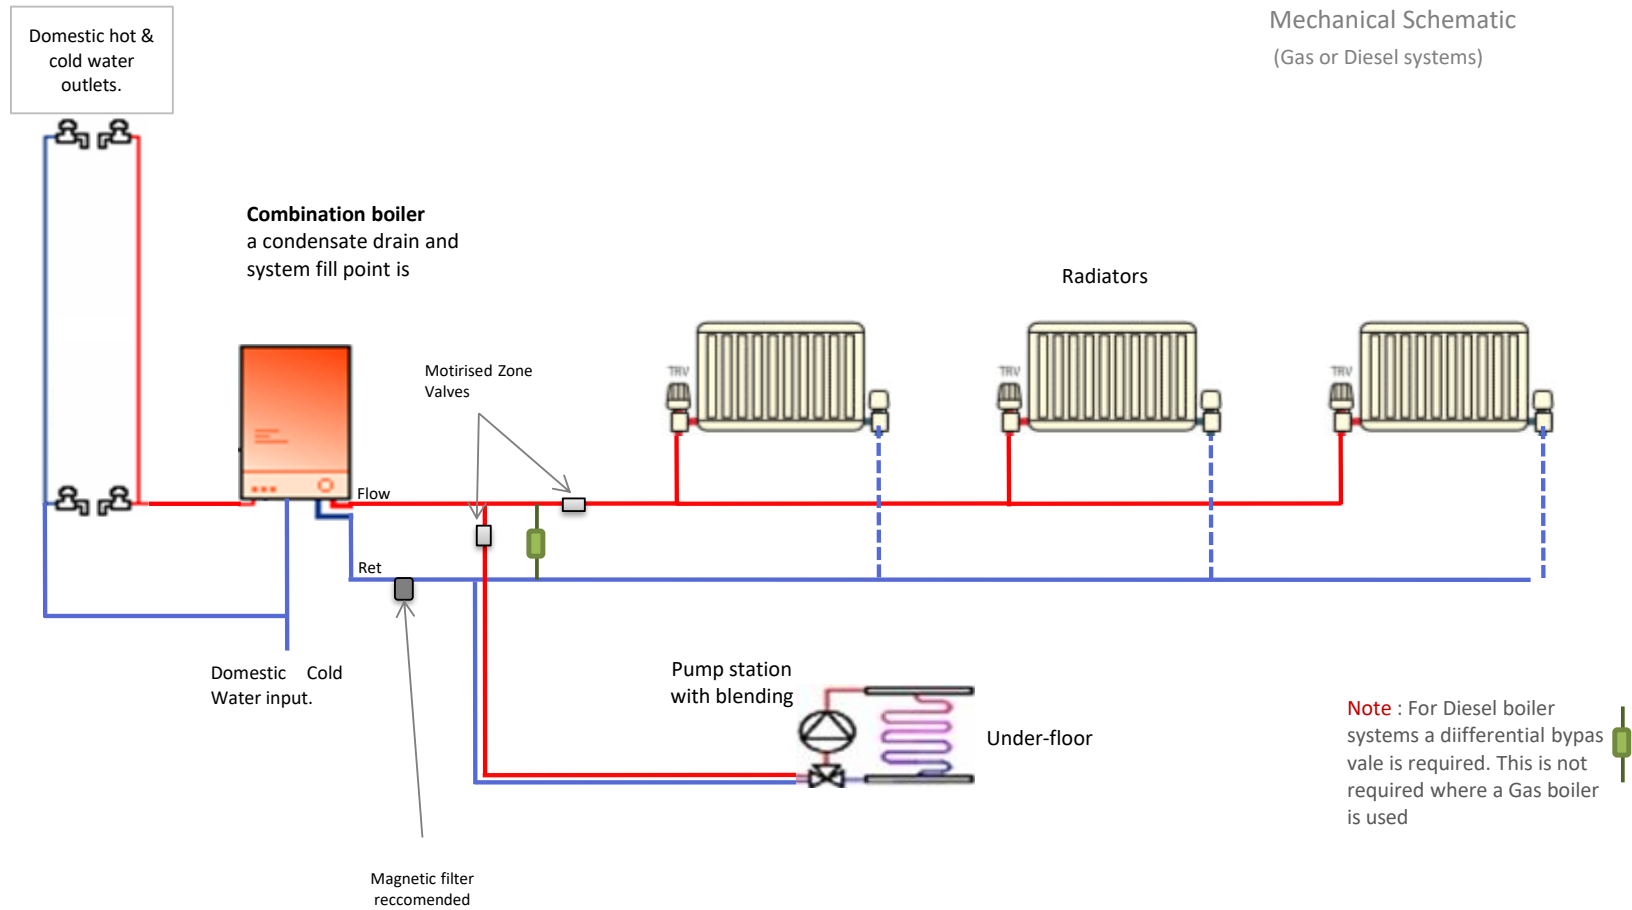 Mechanical Schematic
(Gas or Diesel systems)
Domestic hot &
cold water
outlets.
Combination boiler
a condensate drain and
system fill point is
Radiators
Motirised Zone
Valves
TRV
TRV
TRV
Flow
Ret
Domestic Cold
Water input.
Pump station
with blending
Under-floor
Note : For Diesel boiler
systems a diifferential bypas
vale is required. This is not
required where a Gas boiler
is used
Magnetic filter
reccomended